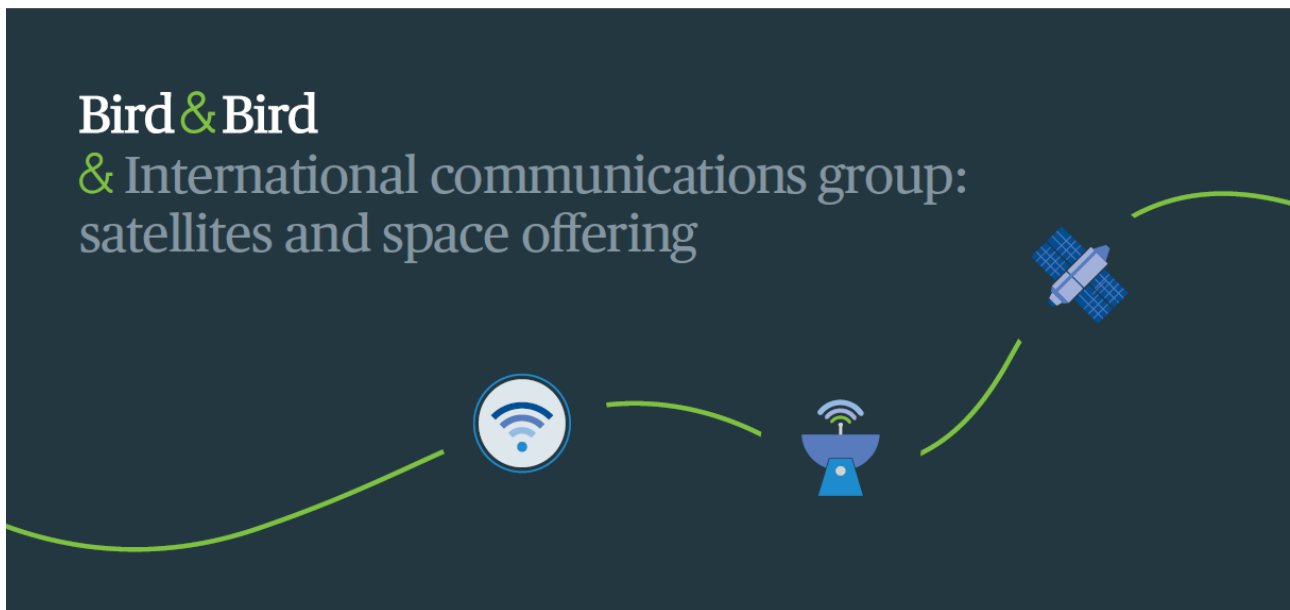 Bird & Bird
& International communications group:
satellites and space offering